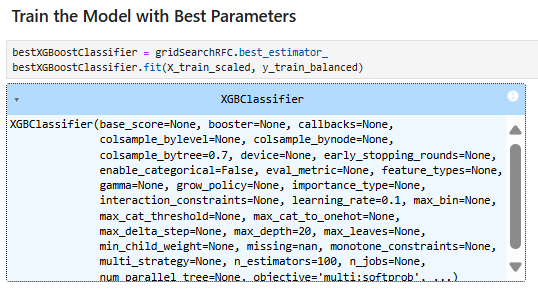 Train the Model with Best Parameters
bestXGBoostClassifier = gridSearchRFC.best_estimator_
bestXGBoostClassifier.fit(X_train_scaled, y_train_balanced)
XGBClassifier
XGBClassifier(base_score=None, booster=None, callbacks=None,
colsample_bylevel=None, colsample_bynode=None,
colsample_bytree=0.7, device=None, early_stopping_rounds=None,
enable_categorical=False, eval_metric=None, feature_types=None,
gamma=None, grow_policy=None, importance_type=None,
interaction_constraints=None, learning_rate=0.1, max_bin=None,
max_cat_threshold=None, max_cat_to_onehot=None,
max_delta_step=None, max_depth=20, max_leaves=None,
min_child_weight=None, missing=nan, monotone_constraints=None,
multi_strategy=None, n_estimators=100, n_jobs=None,
num_parallel_tree=None, objective='multi:softprob', ...)